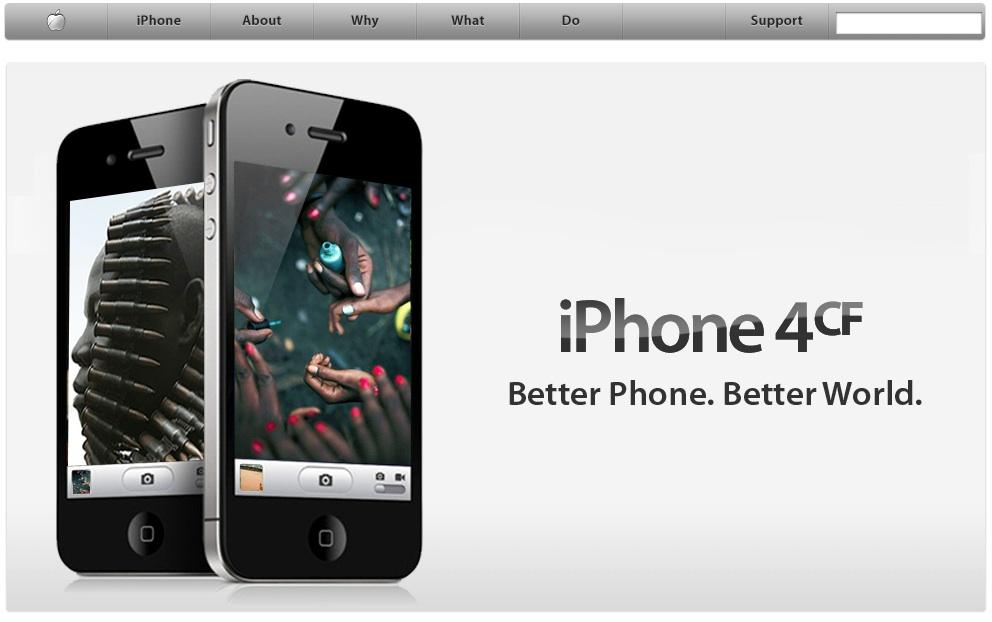 iPhone About Why What Do Support
iPhone 4CF
Better Phone. Better World.